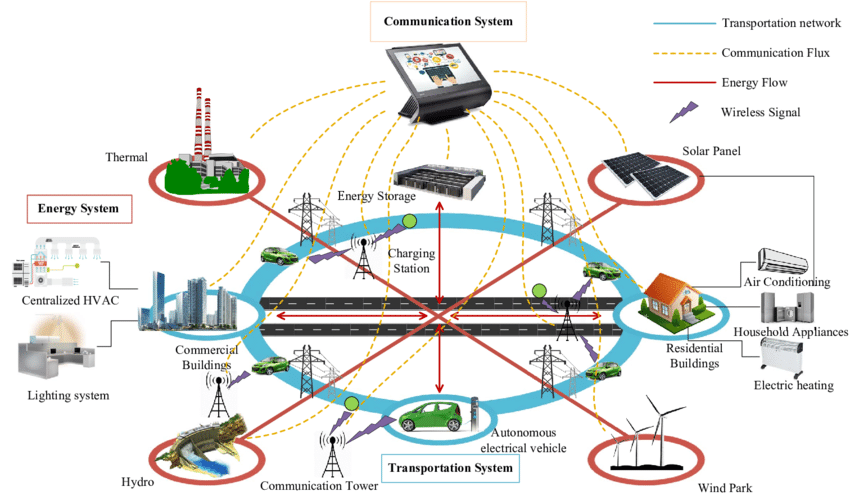 Communication System
Transportation network
Communication Flux
Energy Flow
Wireless Signal
Thermal
Solar Panel
Energy System
Energy Storage
Charging
Station
Centralized HVAC
Air Conditioning
Household Appliances
Commercial
Buildings
Residential
Buildings
Lighting system
Electric heating
Autonomous
electrical vehicle
Transportation System
Hydro
Communication Tower
Wind Park